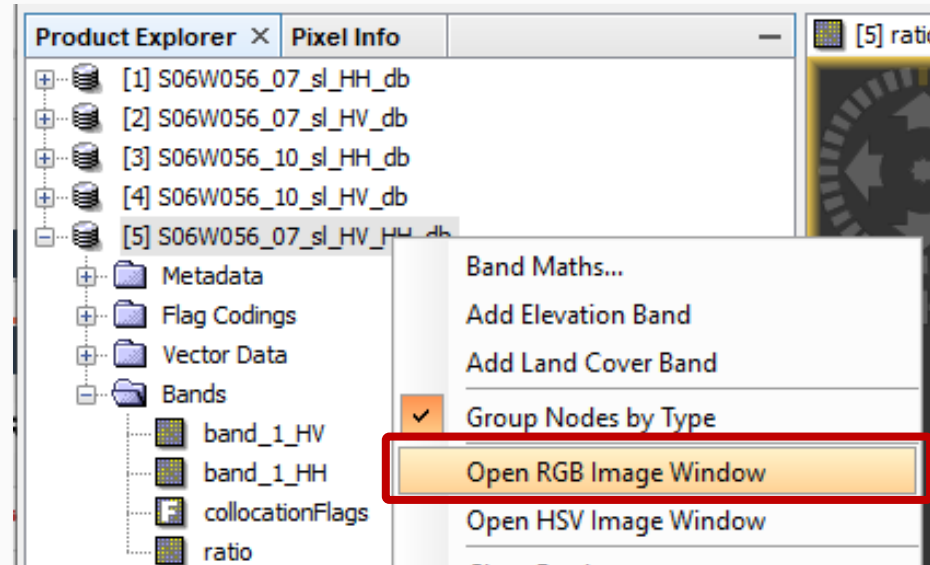 Product Explorer × Pixel Info
[5] ratio
[1] S06W056_07_sl_HH_db
[2] S06W056_07_sl_HV_db
[3] S06W056_10_sl_HH_db
[4] S06W056_10_sl_HV_db
[5] S06W056_07_sl_HV_HH_db
Metadata
Flag Codings
Vector Data
Bands
band_1_HV
band_1_HH
collocationFlags
ratio
Band Maths...
Add Elevation Band
Add Land Cover Band
Group Nodes by Type
Open RGB Image Window
Open HSV Image Window